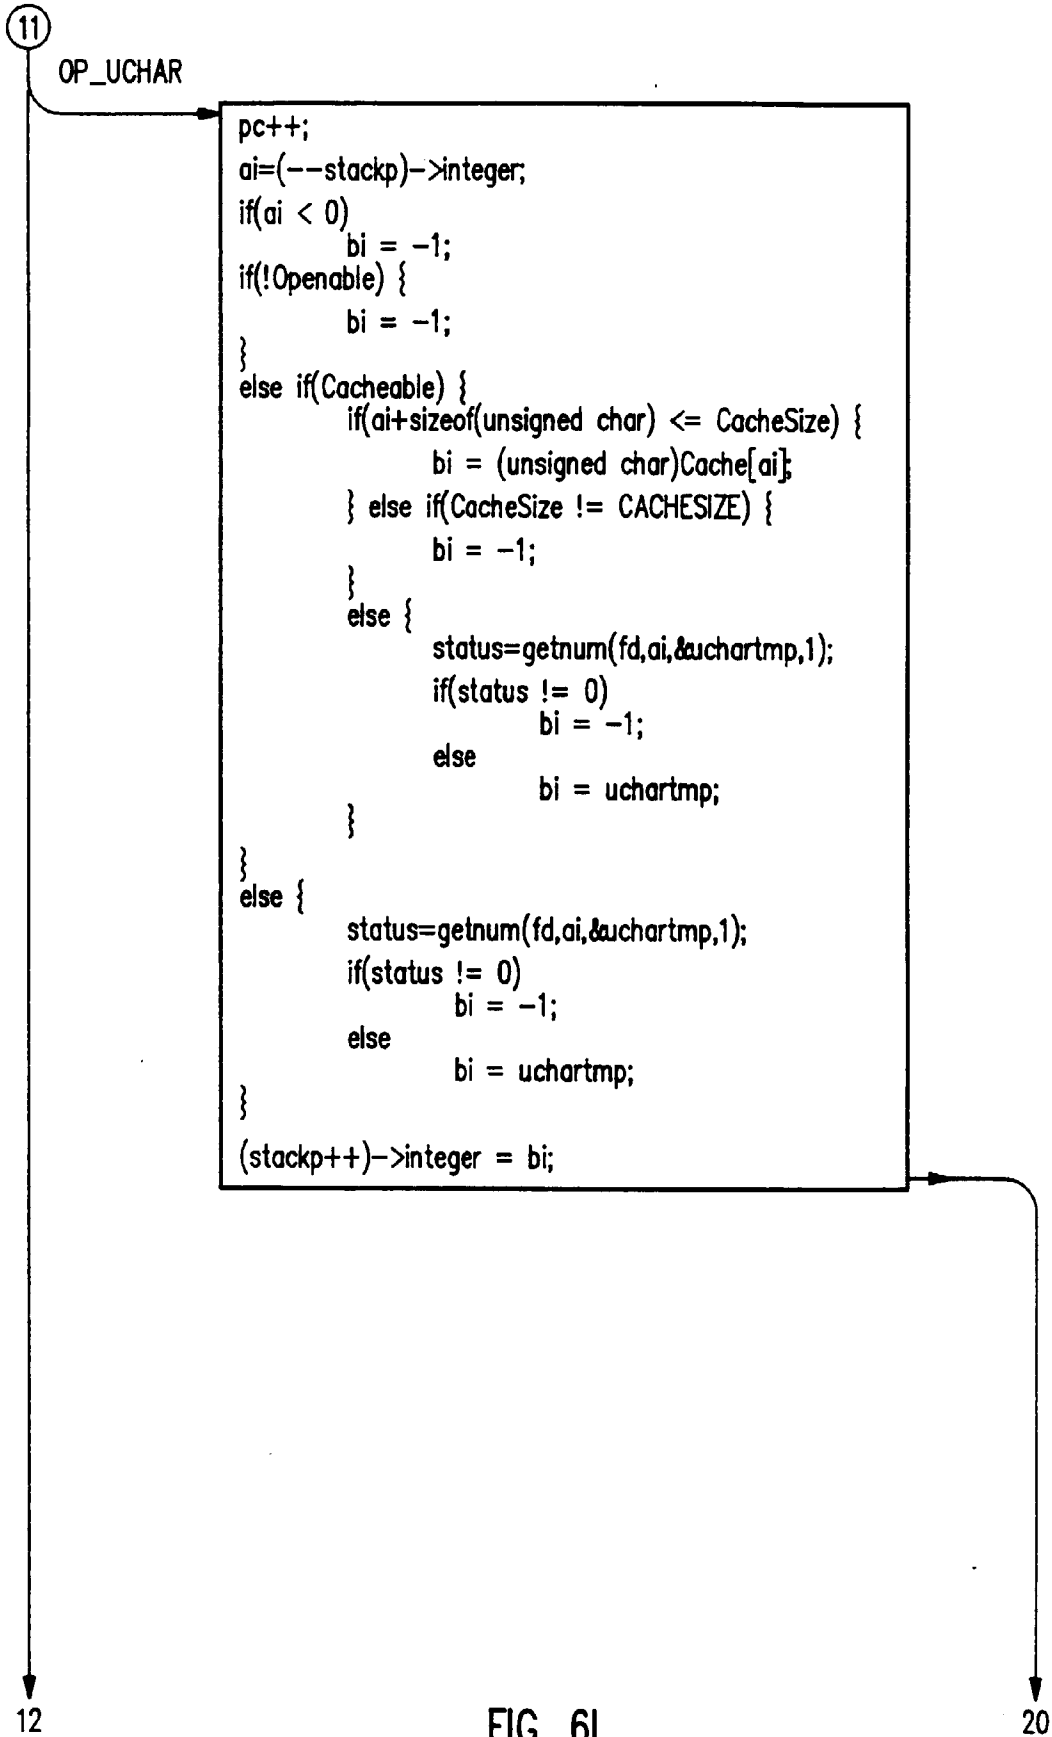 11
OP_UCHAR
pc++;
ai=(--stackp)->integer;
if(ai < 0)
bi = -1;
if(!Openable) {
bi = -1;
}
else if(Cacheable) {
if(ai+sizeof(unsigned char) <= CacheSize) {
bi = (unsigned char)Cache[ai];
} else if(CacheSize != CACHESIZE) {
bi = -1;
}
else {
status=getnum(fd,ai,&uchartmp,1);
if(status != 0)
bi = -1;
else
bi = uchartmp;
}
}
else {
status=getnum(fd,ai,&uchartmp,1);
if(status != 0)
bi = -1;
else
bi = uchartmp;
}
(stackp++)->integer = bi;
12
FIG. 6I
20